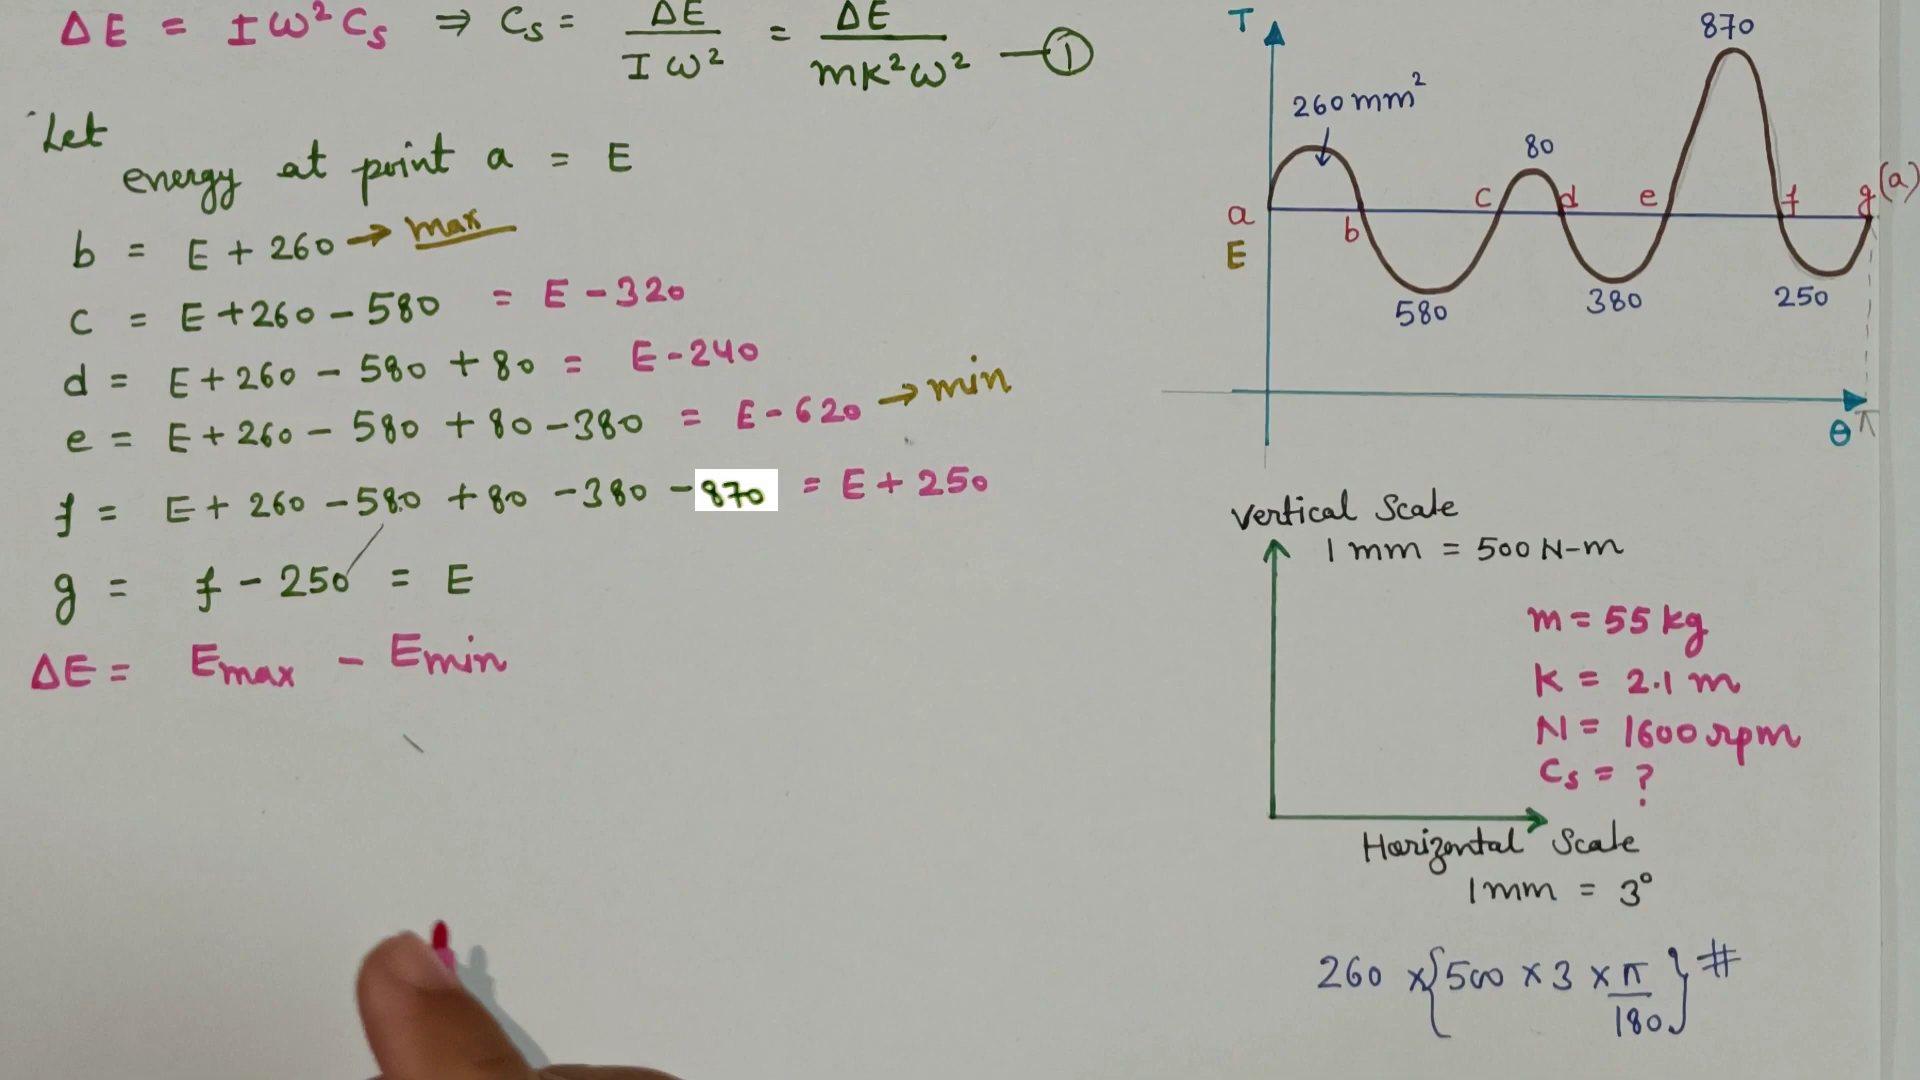 ΔE = Iω²Cs ⇒ Cs = ΔE / Iω² = ΔE / mK²ω² —①
Let
energy at point a = E
b = E + 260 → max
c = E + 260 - 580 = E - 320
d = E + 260 - 580 + 80 = E - 240
e = E + 260 - 580 + 80 - 380 = E - 620 → min
f = E + 260 - 580 + 80 - 380 - 870 = E + 250
g = f - 250 = E
ΔE = Emax - Emin
T
870
260 mm²
80
a b c d e f g (a)
E
580 380 250
θ π
Vertical Scale
1 mm = 500 N-m
m = 55 kg
K = 2.1 m
N = 1600 rpm
Cs = ?
Horizontal Scale
1 mm = 3°
260 × {500 × 3 × π / 180} #